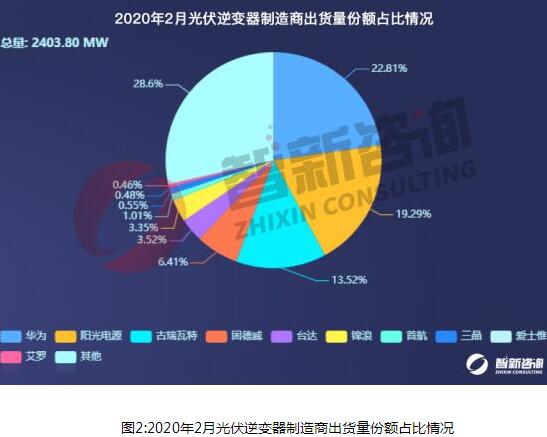 2020年2月光伏逆变器制造商出货量份额占比情况
总量: 2403.80 MW
28.6%
22.81%
0.46%
0.48%
0.55%
1.01%
3.35%
3.52%
6.41%
19.29%
13.52%
智新咨询
ZHIXIN CONSULTING
华为 阳光电源 古瑞瓦特 固德威 台达 锦浪 首航 三晶 爱士惟
艾罗 其他
智新咨询
ZHIXIN CONSULTING
图2:2020年2月光伏逆变器制造商出货量份额占比情况